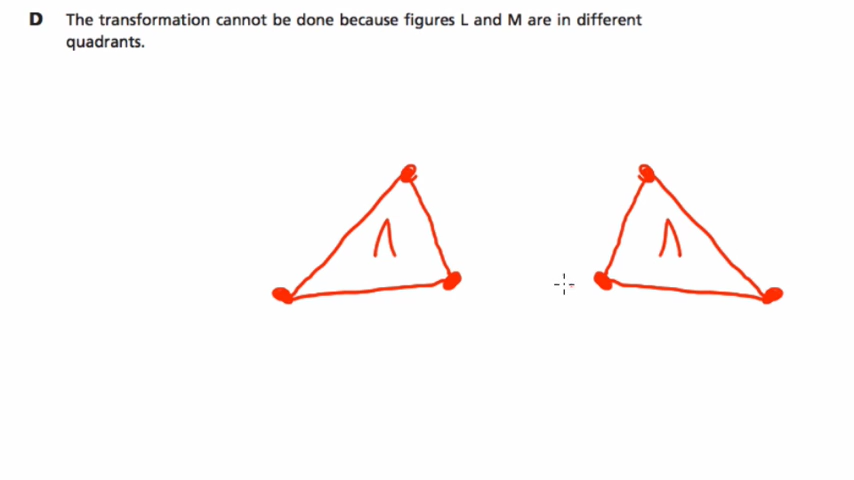 D The transformation cannot be done because figures L and M are in different
quadrants.